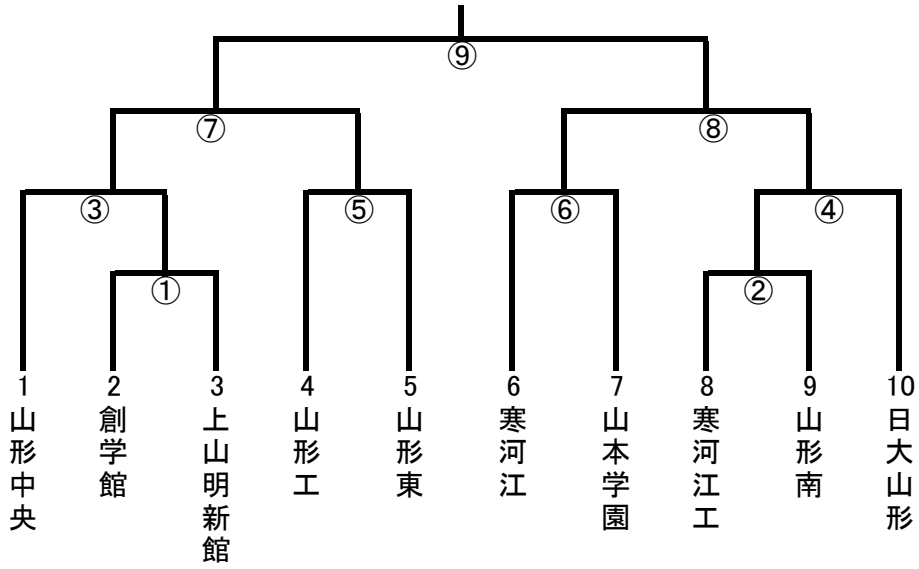 ⑨
⑦
⑧
③
⑤
⑥
④
①
②
1
2
3
4
5
6
7
8
9
10
山形中央
創学館
上山明新館
山形工
山形東
寒河江
山本学園
寒河江工
山形南
日大山形